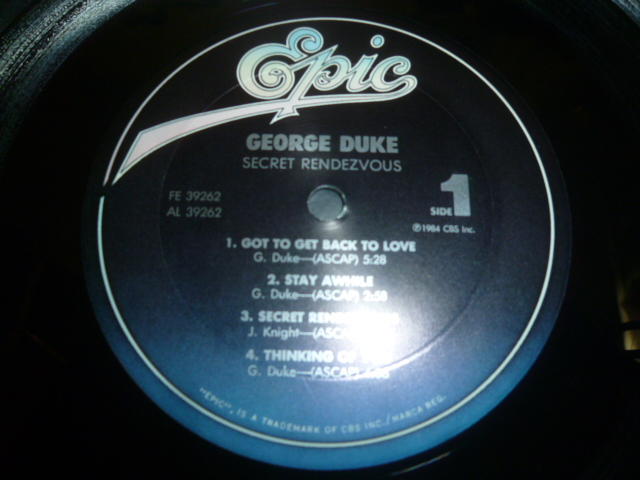 Epic
GEORGE DUKE
SECRET RENDEZVOUS
FE 39262
AL 39262
SIDE 1
℗1984 CBS Inc.
1. GOT TO GET BACK TO LOVE
G. Duke—(ASCAP) 5:28
2. STAY AWHILE
G. Duke—(ASCAP) 2:58
3. SECRET
J. Knight—(ASCAP)
4. THINKING OF
G. Duke—(ASCAP)
"EPIC", IS A TRADEMARK OF CBS INC./MARCA REG.